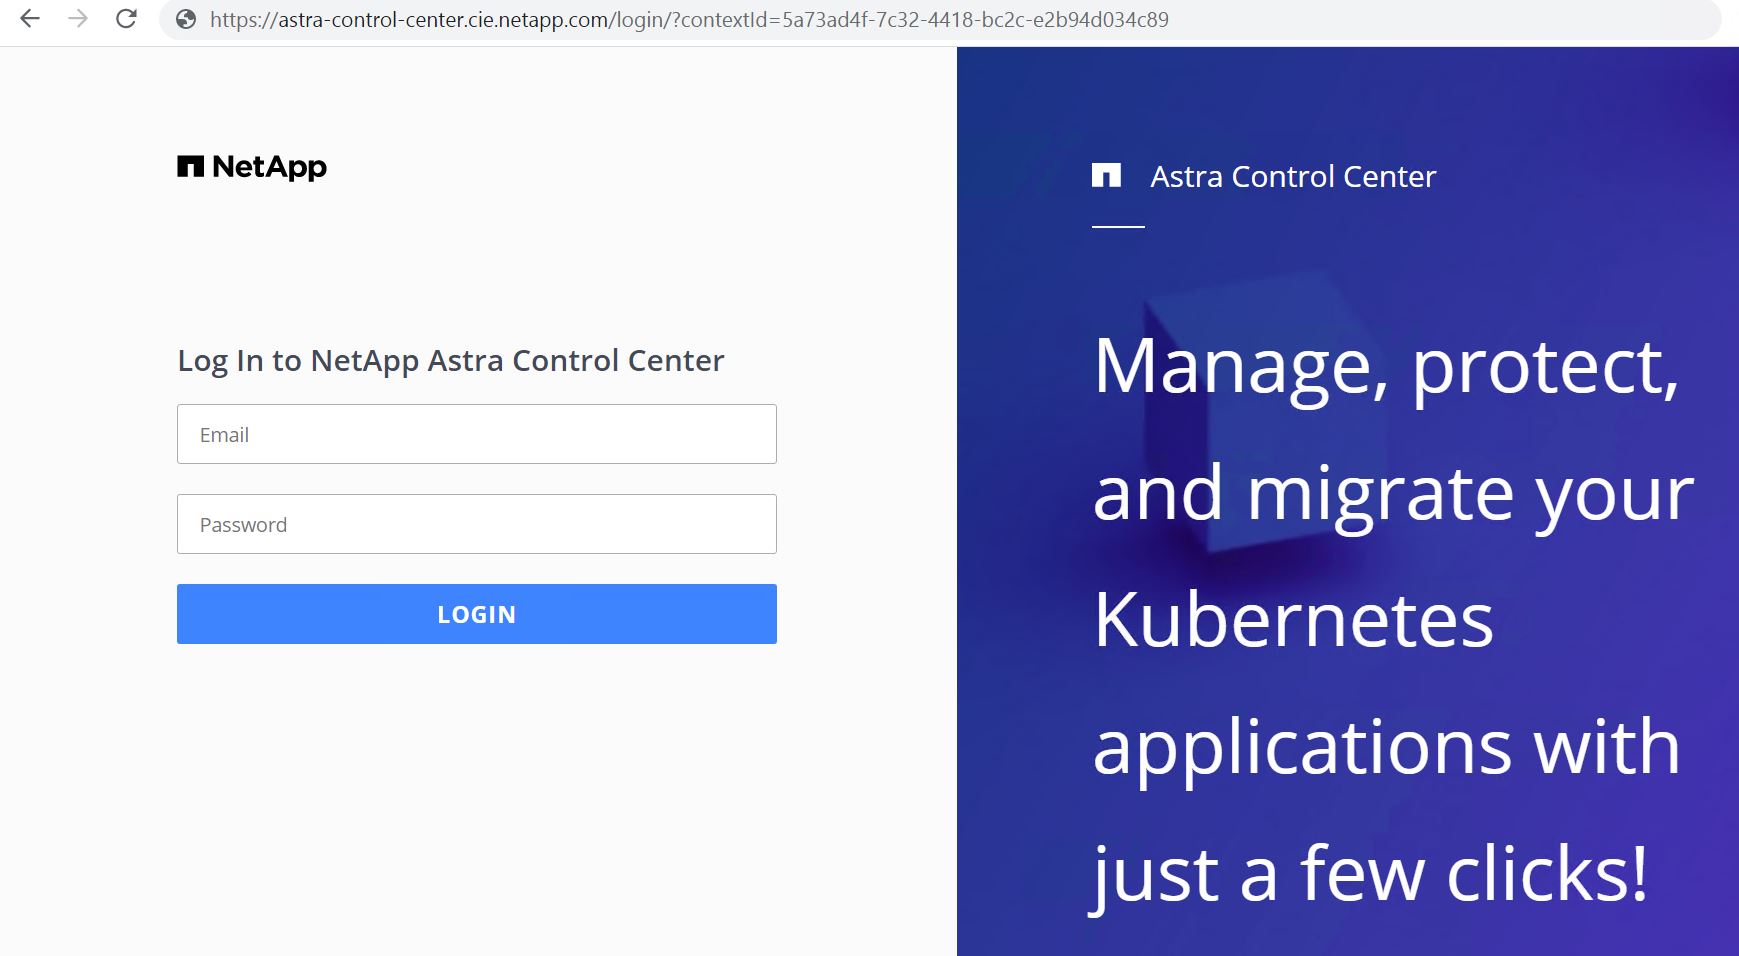 https://astra-control-center.cie.netapp.com/login/?contextId=5a73ad4f-7c32-4418-bc2c-e2b94d034c89
NetApp
Log In to NetApp Astra Control Center
Email
Password
LOGIN
Astra Control Center
Manage, protect,
and migrate your
Kubernetes
applications with
just a few clicks!